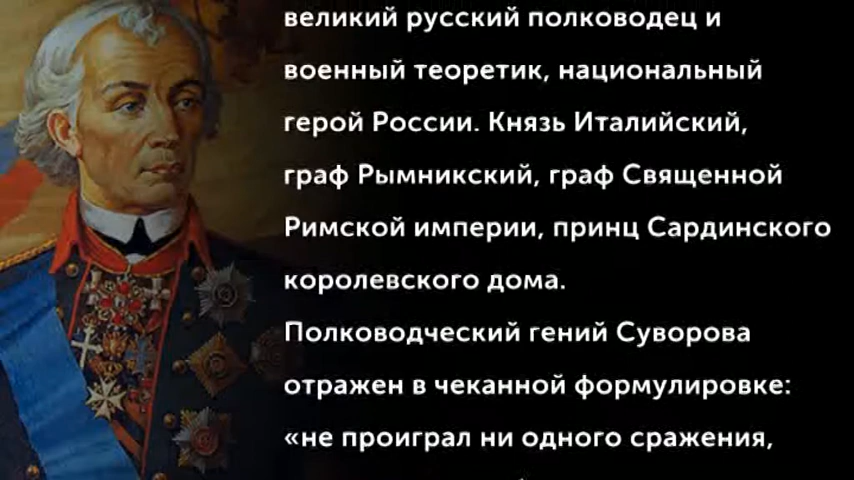 великий русский полководец и
военный теоретик, национальный
герой России. Князь Италийский,
граф Рымникский, граф Священной
Римской империи, принц Сардинского
королевского дома.
Полководческий гений Суворова
отражен в чеканной формулировке:
«не проиграл ни одного сражения,